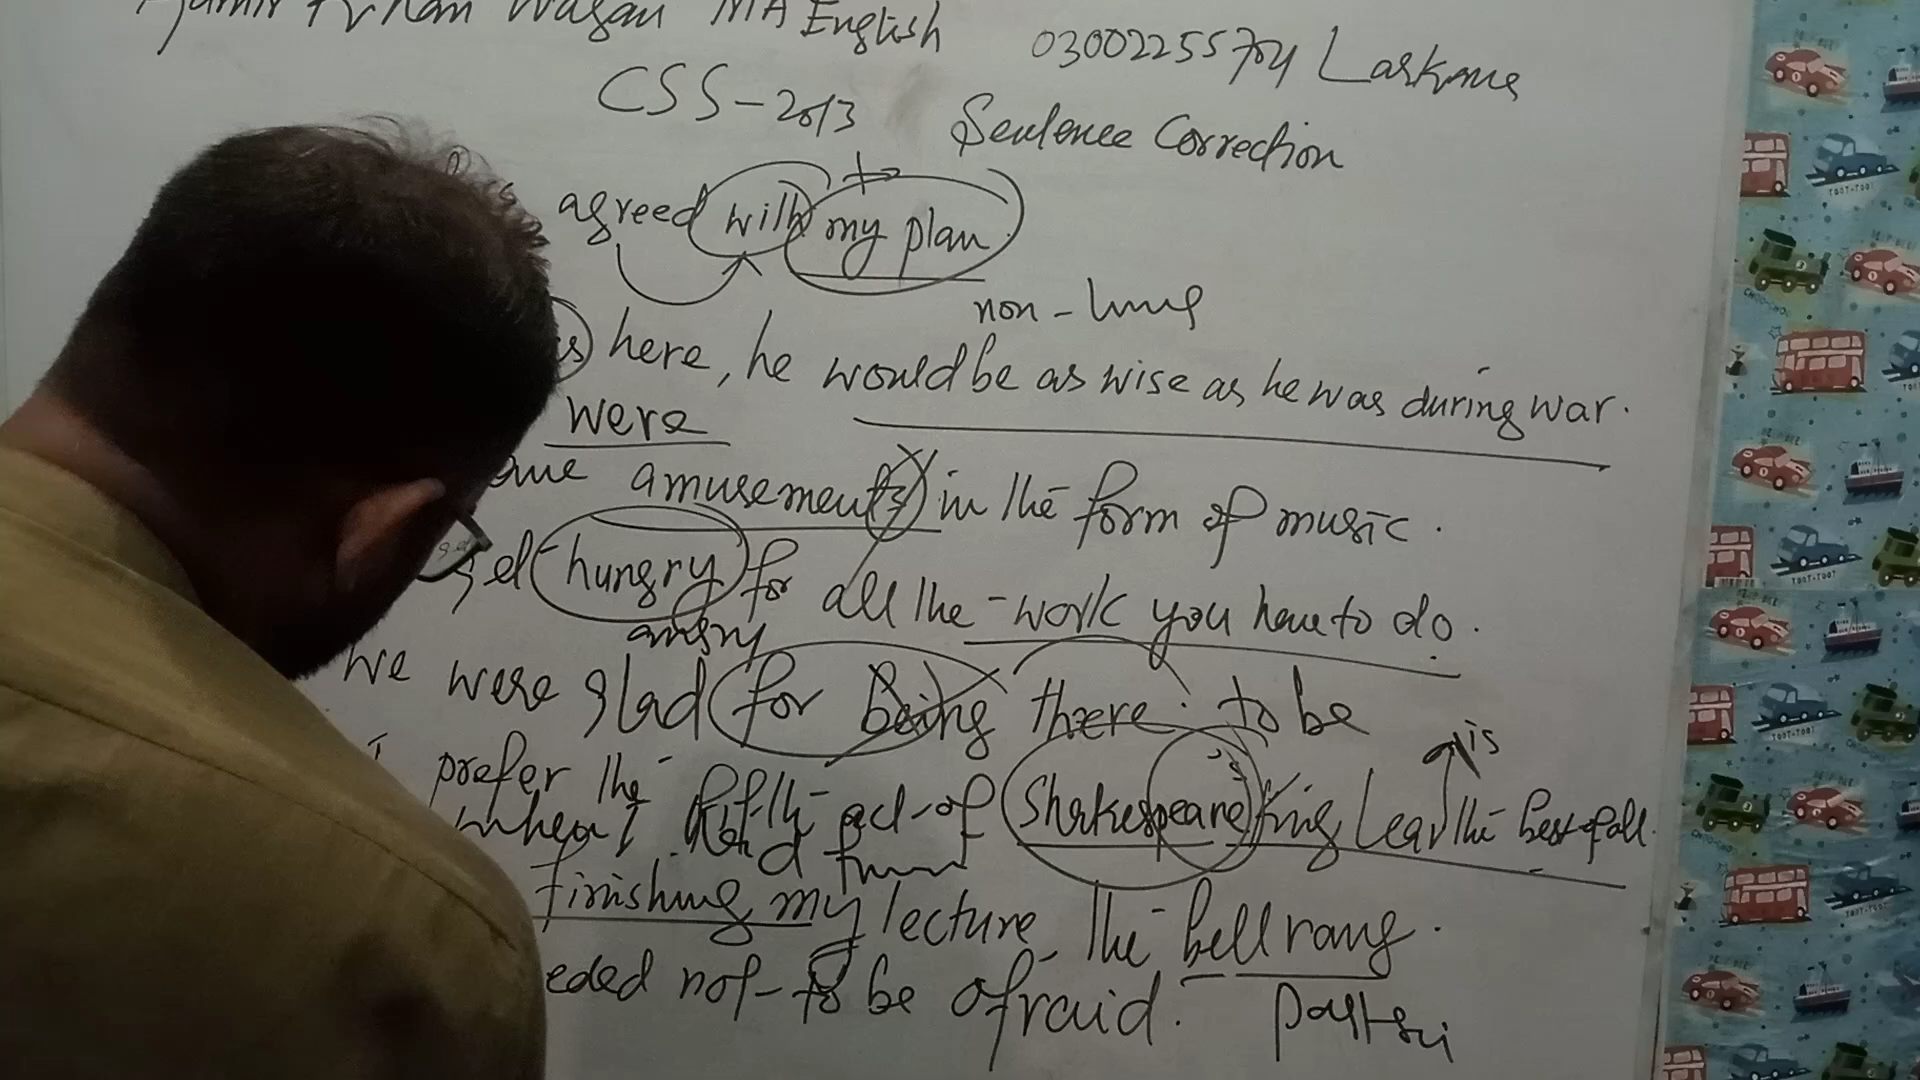 Khan Wagan MA English 03002255704 Larkana
CSS-2013 Sentence Correction
to
agreed with my plan.
non-living
here, he would be as wise as he was during war.
were
some amusements in the form of music.
get hungry for all the work you have to do.
angry
We were glad for being there. to be
is
I prefer the fifth act of Shakespeare's King Lear the best of all.
when I had finished
finishing my lecture, the bell rang.
eded not to be afraid.